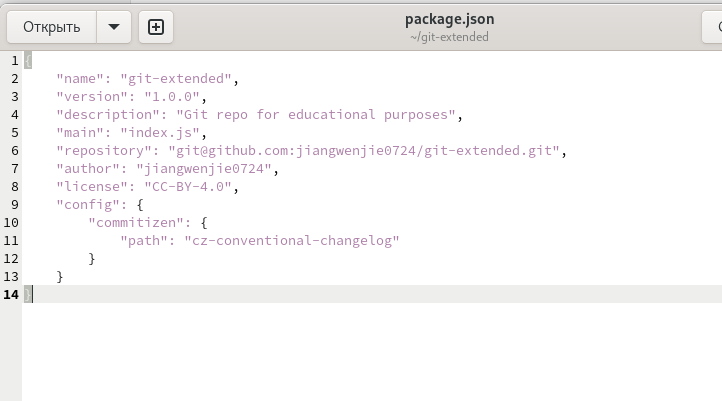 Открыть
package.json
~/git-extended
1 {
2     "name": "git-extended",
3     "version": "1.0.0",
4     "description": "Git repo for educational purposes",
5     "main": "index.js",
6     "repository": "git@github.com:jiangwenjie0724/git-extended.git",
7     "author": "jiangwenjie0724",
8     "license": "CC-BY-4.0",
9     "config": {
10         "commitizen": {
11             "path": "cz-conventional-changelog"
12         }
13     }
14 }